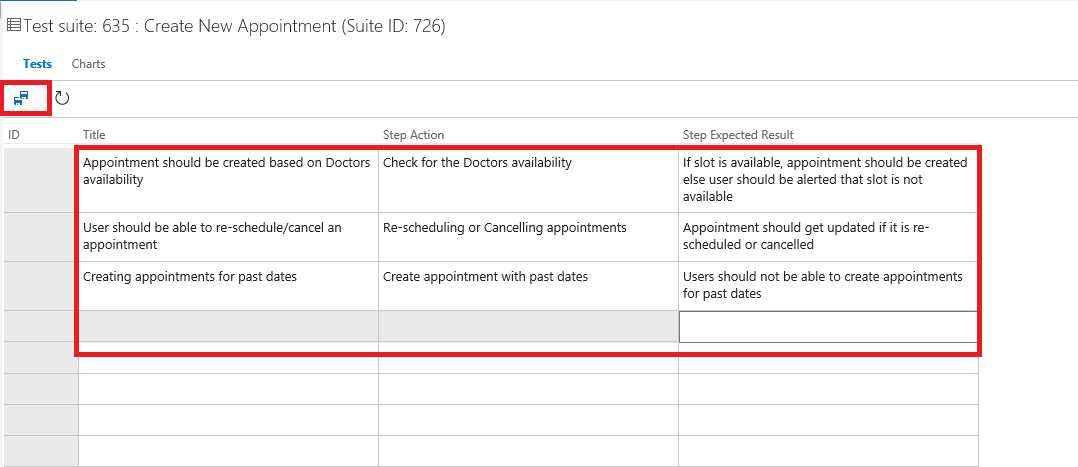 Test suite: 635 : Create New Appointment (Suite ID: 726)
Tests Charts
ID Title Step Action Step Expected Result
Appointment should be created based on Doctors
availability
Check for the Doctors availability
If slot is available, appointment should be created
else user should be alerted that slot is not
available
User should be able to re-schedule/cancel an
appointment
Re-scheduling or Cancelling appointments
Appointment should get updated if it is re-
scheduled or cancelled
Creating appointments for past dates
Create appointment with past dates
Users should not be able to create appointments
for past dates